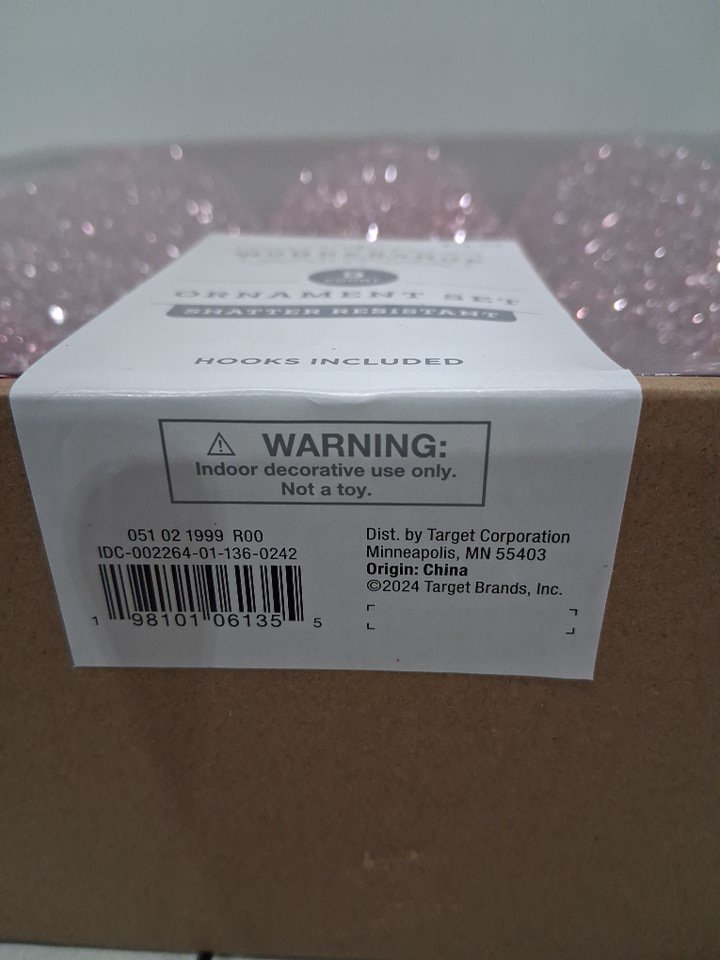 ORNAMENT SET
SHATTER RESISTANT
HOOKS INCLUDED
WARNING:
Indoor decorative use only.
Not a toy.
051 02 1999 R00
IDC-002264-01-136-0242
1 98101 06135 5
Dist. by Target Corporation
Minneapolis, MN 55403
Origin: China
©2024 Target Brands, Inc.